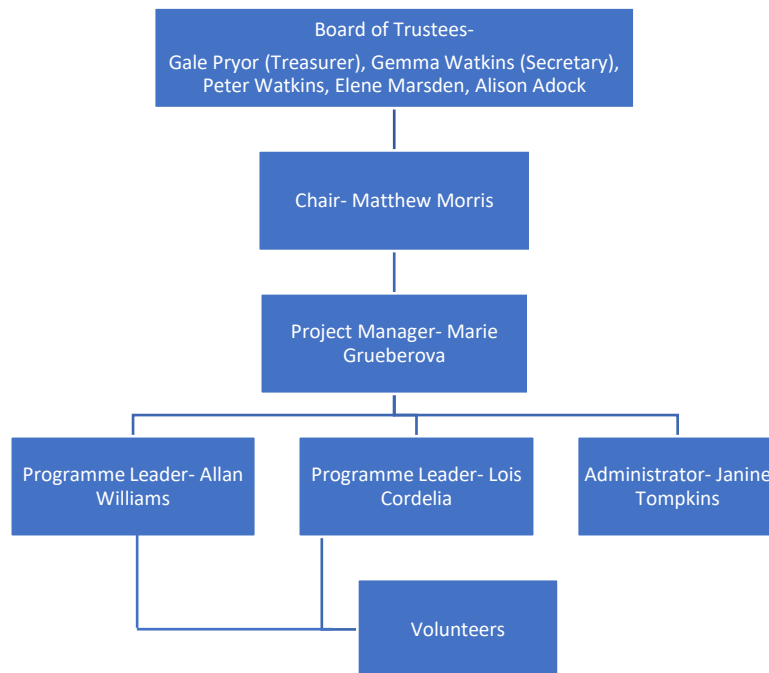 Board of Trustees-
Gale Pryor (Treasurer), Gemma Watkins (Secretary),
Peter Watkins, Elene Marsden, Alison Adock
Chair- Matthew Morris
Project Manager- Marie
Grueberova
Programme Leader- Allan
Williams
Programme Leader- Lois
Cordelia
Administrator- Janine
Tompkins
Volunteers